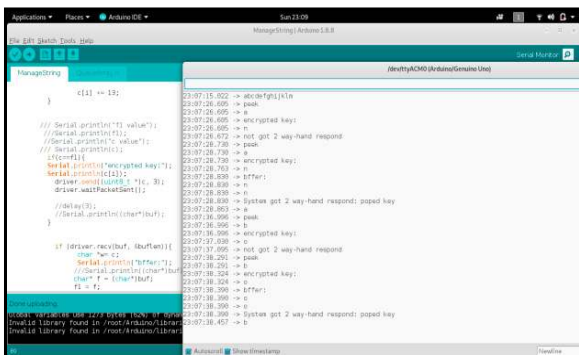 Applications Places Arduino IDE Sun 23:09
ManageString | Arduino 1.8.8
File Edit Sketch Tools Help
Serial Monitor
ManageString
c[i] += 13;
}
/// Serial.println("f1 value");
///Serial.println(f1);
//Serial.println("c value");
/// Serial.println(c);
if(c==f1){
Serial.println("encrypted key:");
Serial.println(c[i]);
driver.send((uint8_t *)c, 3);
driver.waitPacketSent();
//delay(3);
//Serial.println((char*)buf);
}
if (driver.recv(buf, &buflen)){
char *w= c;
Serial.println("bffer:");
//Serial.println((char*)buf
char* f = (char*)buf;
f1 = f;
Done uploading.
Global variables use 1273 bytes (62%) of dynam
Invalid library found in /root/Arduino/librari
Invalid library found in /root/Arduino/librari
/dev/ttyACM0 (Arduino/Genuino Uno)
23:07:15.022 -> abcdefghijklm
23:07:26.605 -> peak
23:07:26.605 -> a
23:07:26.605 -> encrypted key:
23:07:26.605 -> n
23:07:26.672 -> not got 2 way-hand respond
23:07:28.730 -> peak
23:07:28.730 -> a
23:07:28.730 -> encrypted key:
23:07:28.763 -> n
23:07:28.830 -> bffer:
23:07:28.830 -> n
23:07:28.830 -> n
23:07:28.830 -> System got 2 way-hand respond: poped key
23:07:28.863 -> a
23:07:36.996 -> peak
23:07:36.996 -> b
23:07:36.996 -> encrypted key:
23:07:37.030 -> o
23:07:37.095 -> not got 2 way-hand respond
23:07:38.291 -> peak
23:07:38.291 -> b
23:07:38.324 -> encrypted key:
23:07:38.324 -> o
23:07:38.390 -> bffer:
23:07:38.390 -> o
23:07:38.390 -> o
23:07:38.390 -> System got 2 way-hand respond: poped key
23:07:38.457 -> b
Autoscroll Show timestamp
Newline